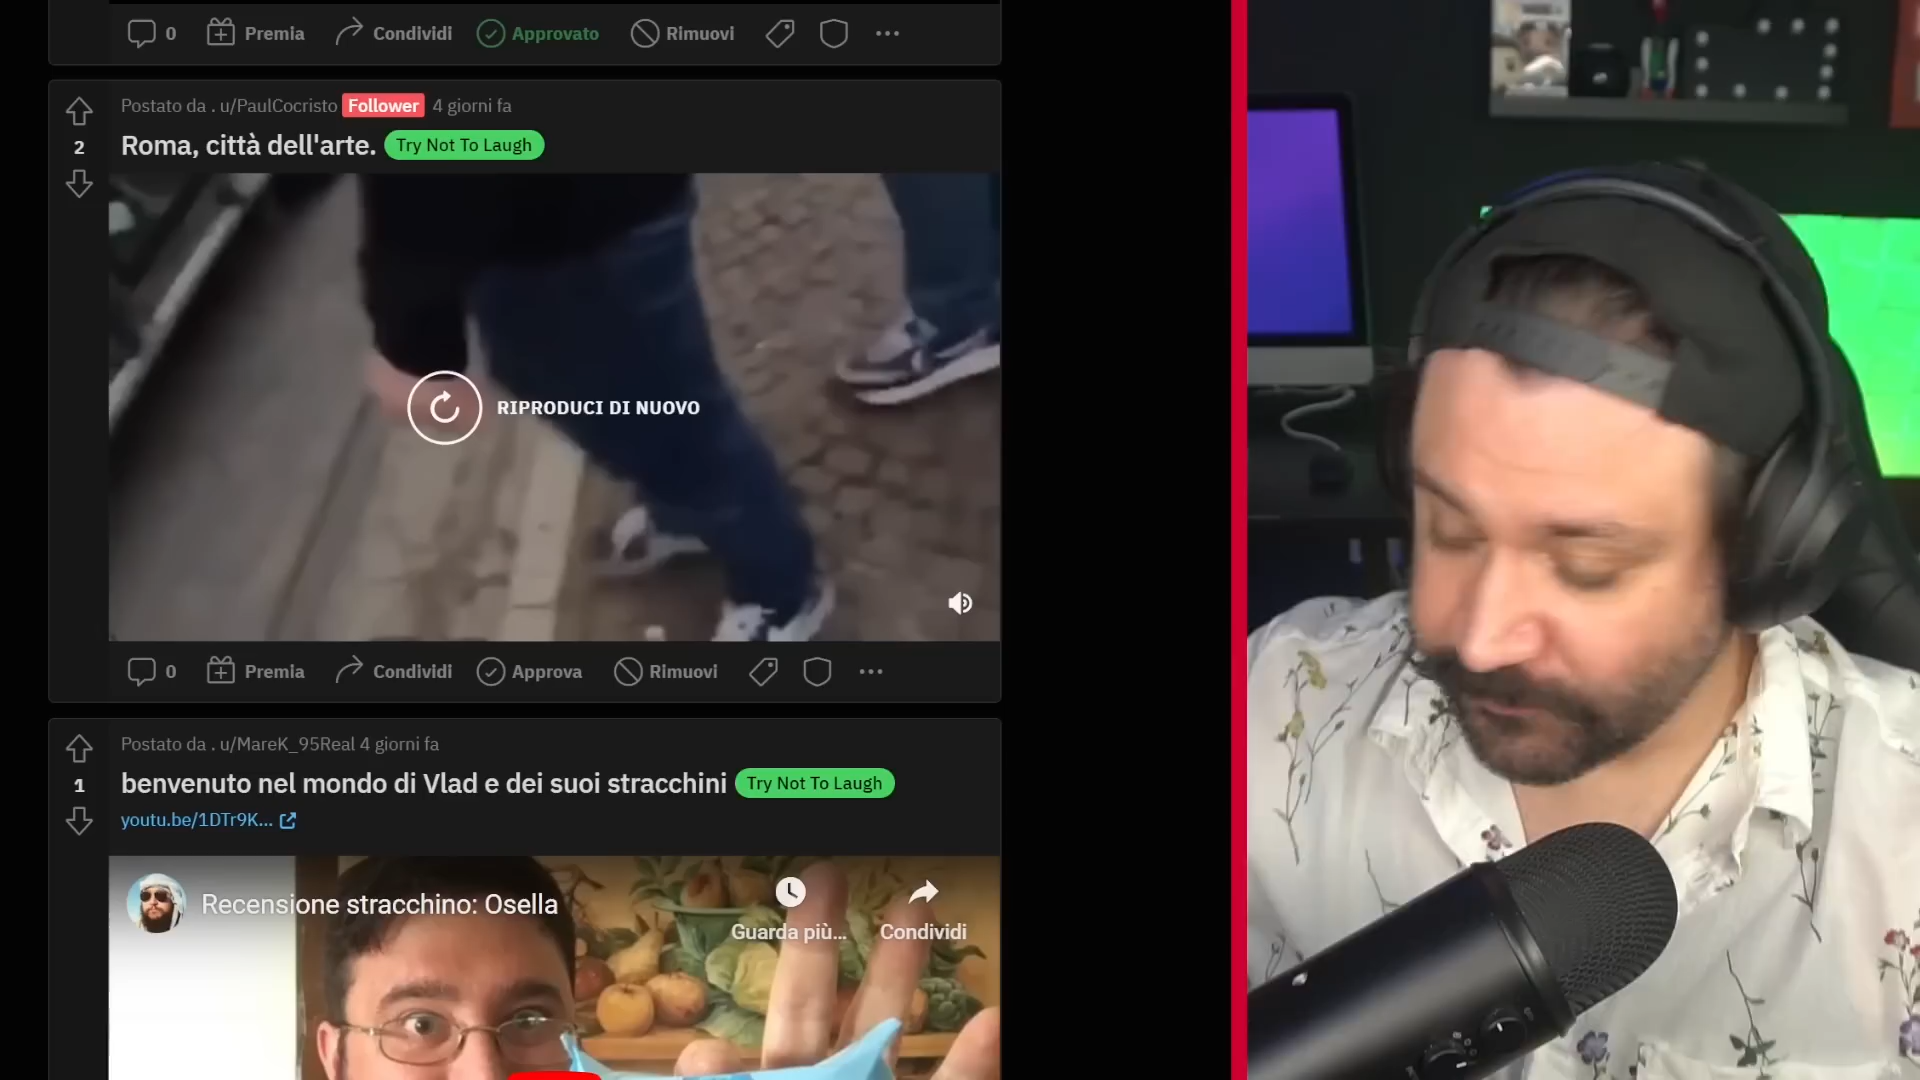 0 Premia Condividi Approvato Rimuovi
Postato da . u/PaulCocristo Follower 4 giorni fa
Roma, città dell'arte. Try Not To Laugh
2
RIPRODUCI DI NUOVO
0 Premia Condividi Approva Rimuovi
Postato da . u/MareK_95Real 4 giorni fa
benvenuto nel mondo di Vlad e dei suoi stracchini Try Not To Laugh
1
youtu.be/1DTr9K...
Recensione stracchino: Osella
Guarda più... Condividi